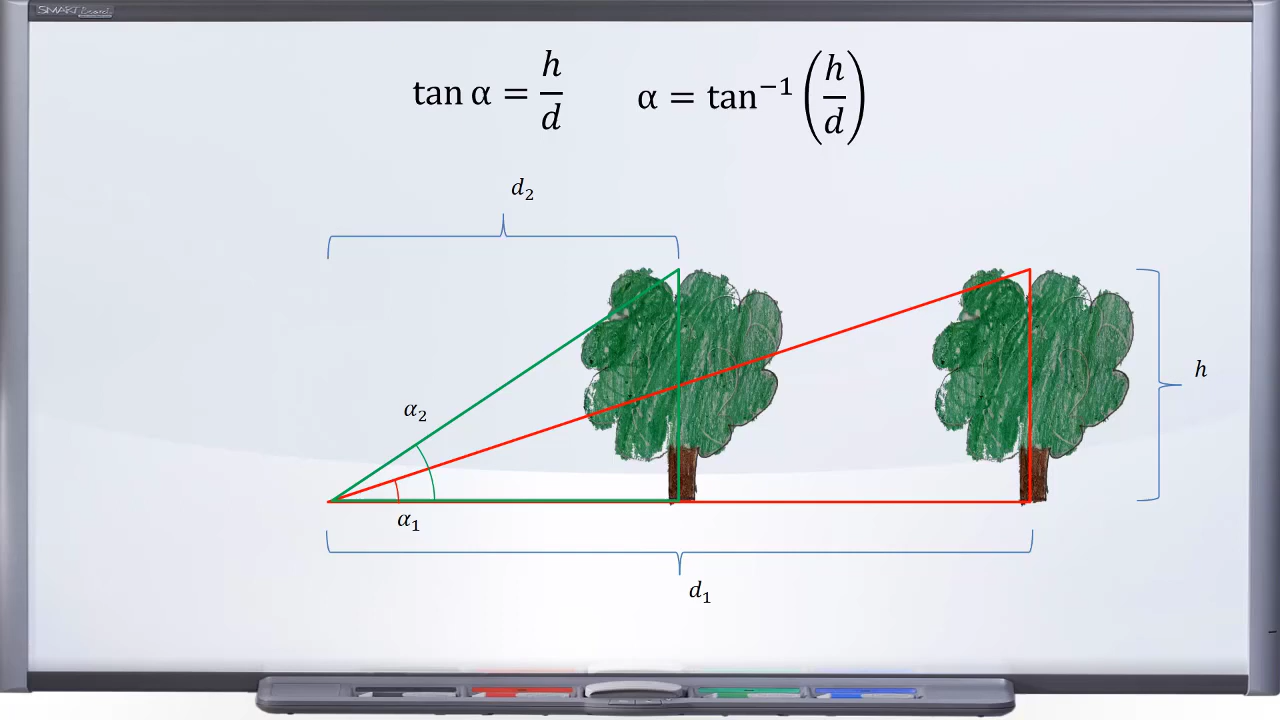 SMART Board
tan α = h/d
α = tan⁻¹ (h/d)
d₂
h
α₂
α₁
d₁